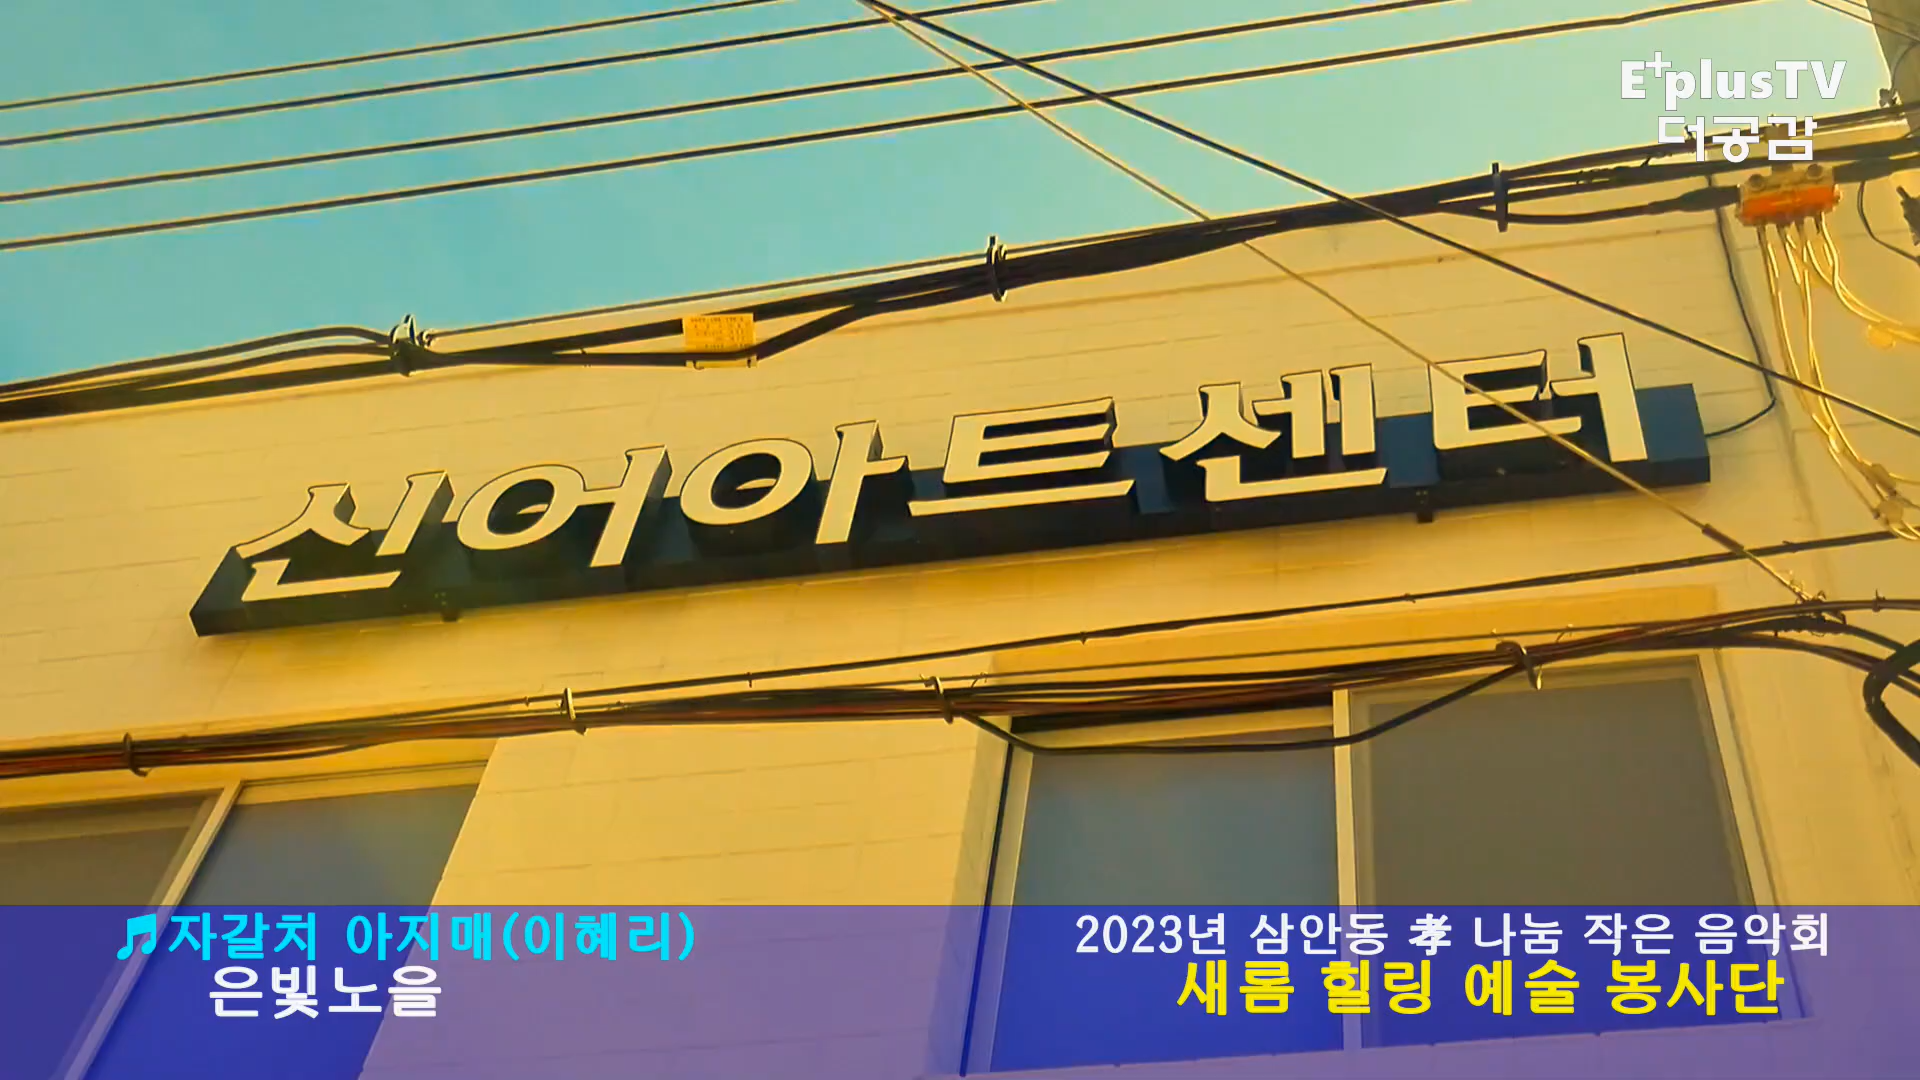 E+plusTV
더공감
신어아트센터
♫자갈치 아지매(이혜리)
은빛노을
2023년 삼안동 孝 나눔 작은 음악회
새롬 힐링 예술 봉사단